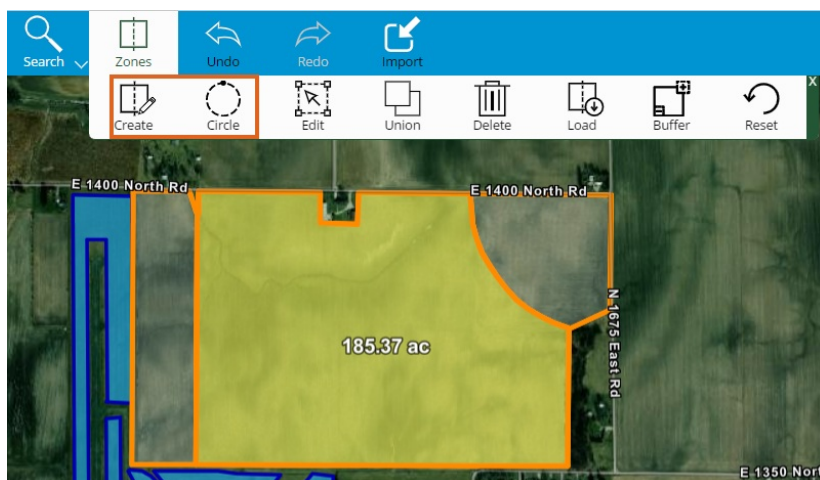 Search Zones Undo Redo Import
X
Create Circle Edit Union Delete Load Buffer Reset
E 1400 North Rd E 1400 North Rd
N 1675 East Rd
185.37 ac
E 1350 Nor